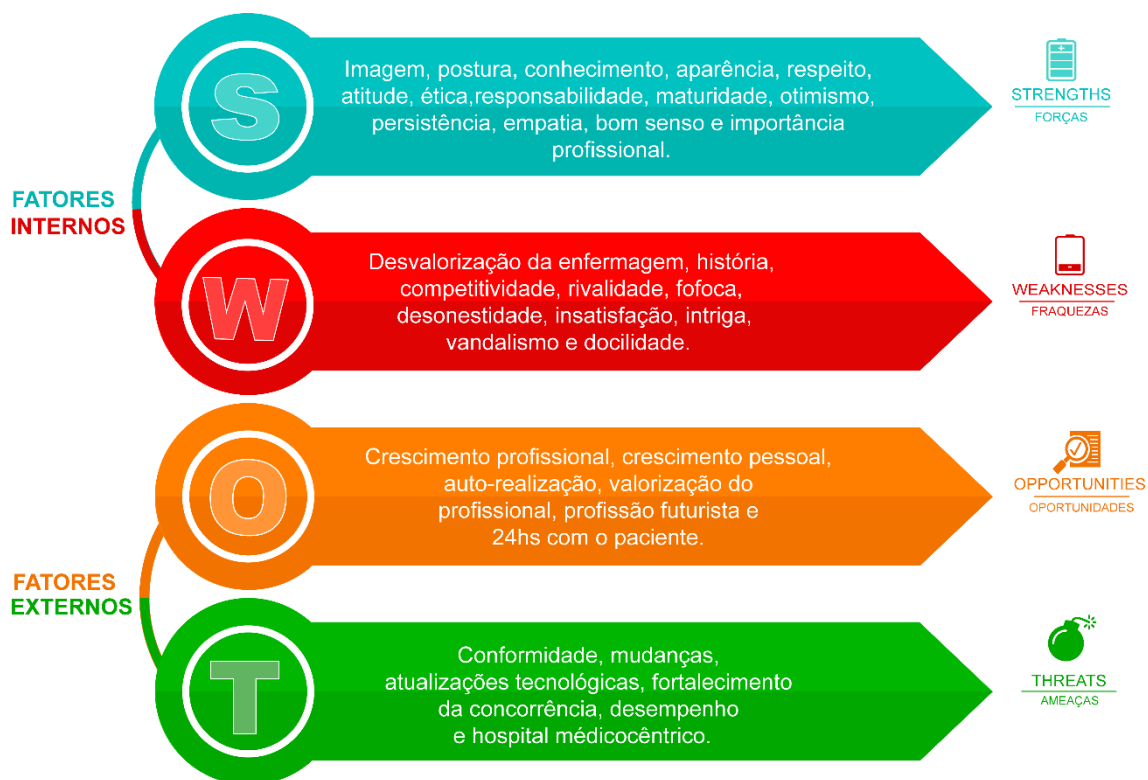 S
Imagem, postura, conhecimento, aparência, respeito,
atitude, ética,responsabilidade, maturidade, otimismo,
persistência, empatia, bom senso e importância
profissional.
STRENGTHS
FORÇAS
FATORES
INTERNOS
W
Desvalorização da enfermagem, história,
competitividade, rivalidade, fofoca,
desonestidade, insatisfação, intriga,
vandalismo e docilidade.
WEAKNESSES
FRAQUEZAS
O
Crescimento profissional, crescimento pessoal,
auto-realização, valorização do
profissional, profissão futurista e
24hs com o paciente.
OPPORTUNITIES
OPORTUNIDADES
FATORES
EXTERNOS
T
Conformidade, mudanças,
atualizações tecnológicas, fortalecimento
da concorrência, desempenho
e hospital médicocêntrico.
THREATS
AMEAÇAS